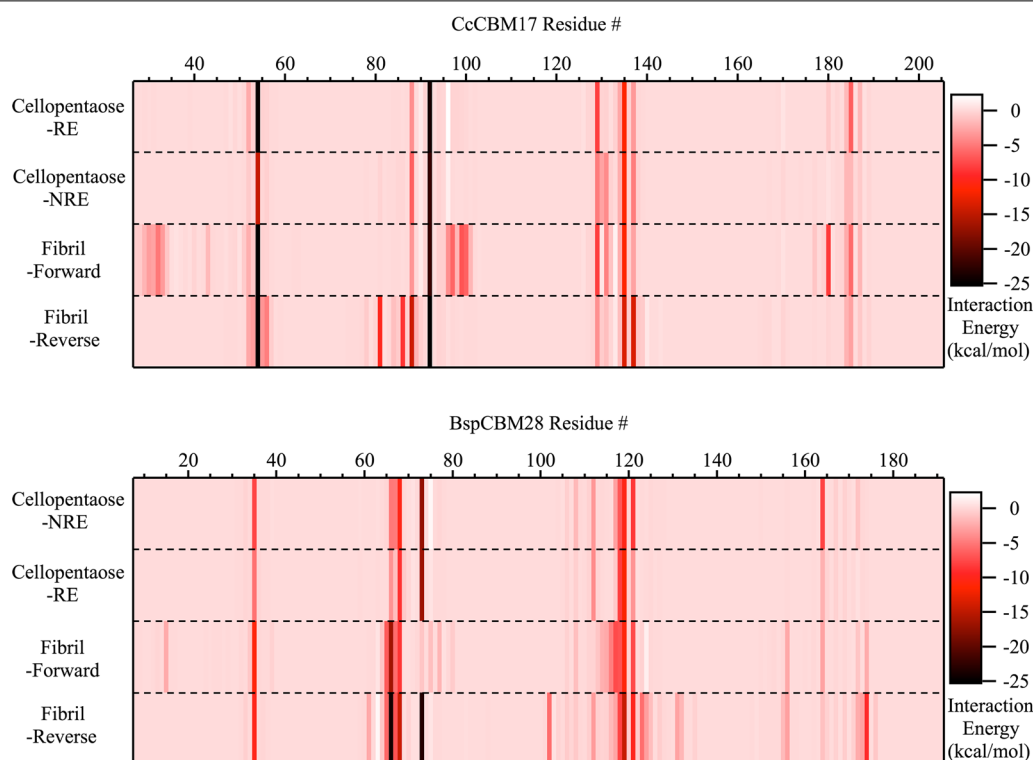 CcCBM17 Residue #
40 60 80 100 120 140 160 180 200
Cellopentaose
-RE
Cellopentaose
-NRE
Fibril
-Forward
Fibril
-Reverse
0
-5
-10
-15
-20
-25
Interaction
Energy
(kcal/mol)
BspCBM28 Residue #
20 40 60 80 100 120 140 160 180
Cellopentaose
-NRE
Cellopentaose
-RE
Fibril
-Forward
Fibril
-Reverse
0
-5
-10
-15
-20
-25
Interaction
Energy
(kcal/mol)